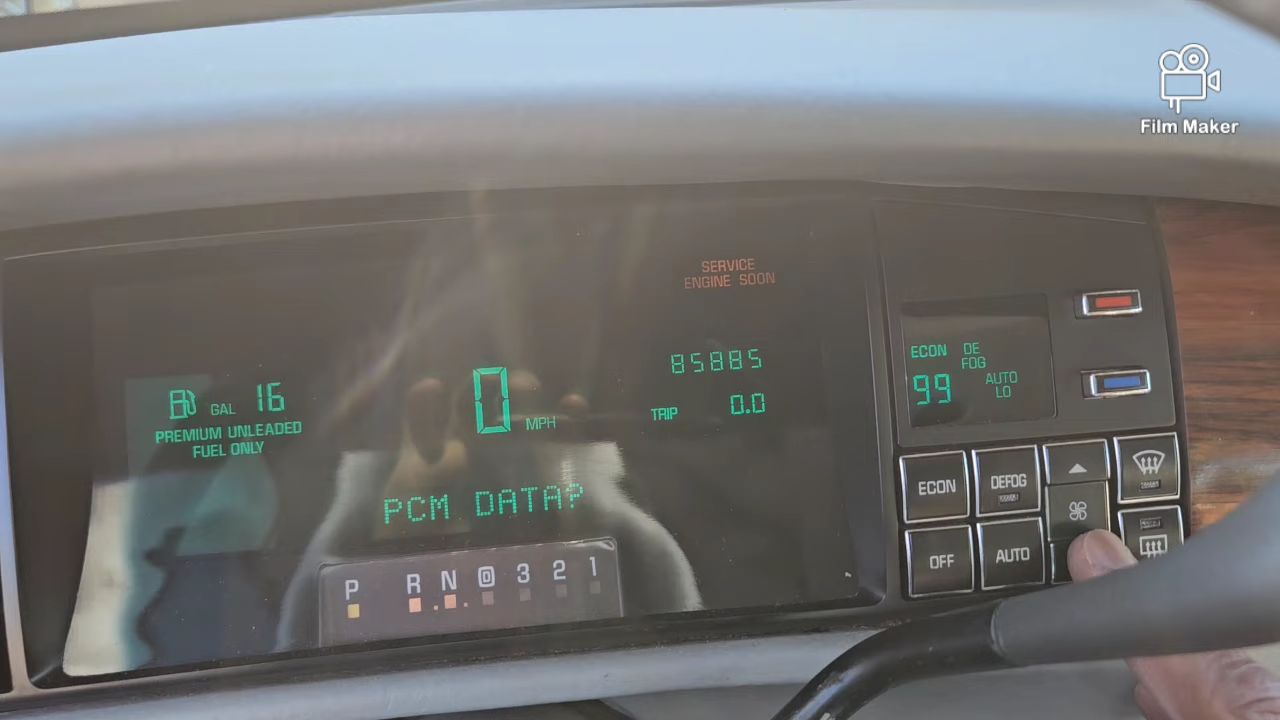 Film Maker
SERVICE
ENGINE SOON
85885
TRIP 0.0
GAL 16
PREMIUM UNLEADED
FUEL ONLY
0 MPH
PCM DATA?
P R N D 3 2 1
ECON DE
FOG
99 AUTO
LO
ECON DEFOG
OFF AUTO